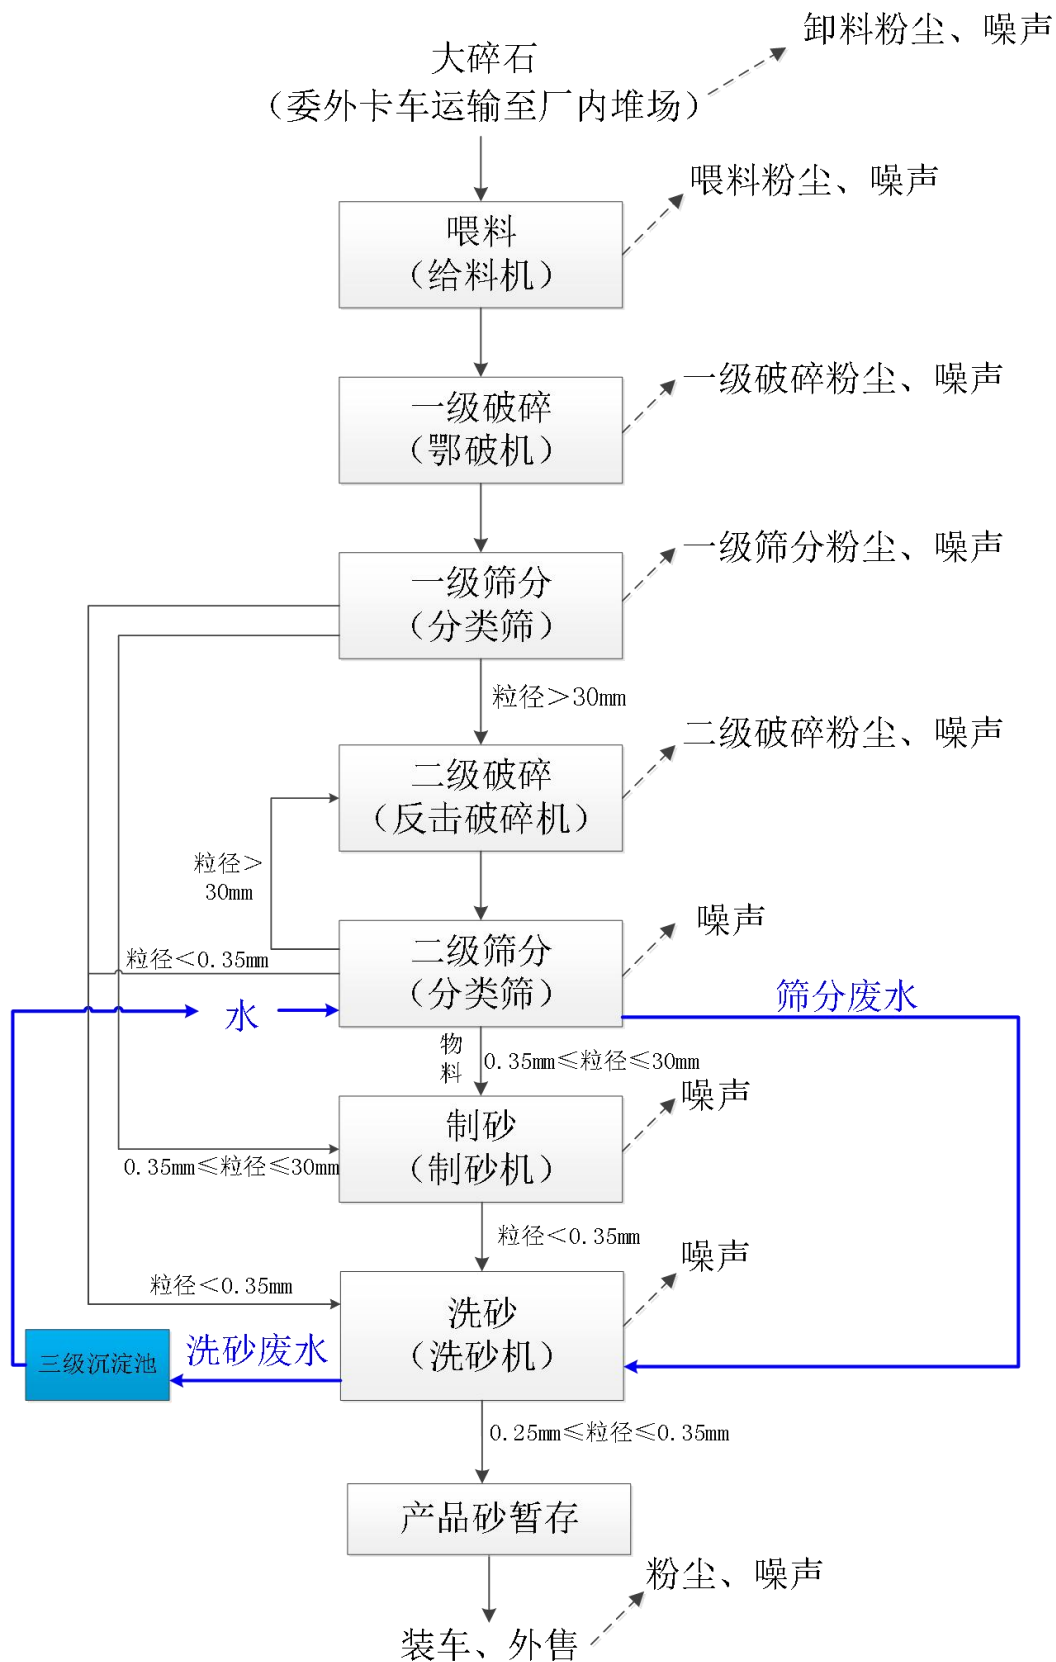 卸料粉尘、噪声
大碎石
（委外卡车运输至厂内堆场）
喂料粉尘、噪声
喂料
（给料机）
一级破碎粉尘、噪声
一级破碎
（鄂破机）
一级筛分粉尘、噪声
一级筛分
（分类筛）
粒径＞30mm
二级破碎粉尘、噪声
二级破碎
（反击破碎机）
粒径＞
30mm
噪声
二级筛分
（分类筛）
粒径＜0.35mm
筛分废水
水
物
料
0.35mm≤粒径≤30mm
噪声
制砂
（制砂机）
0.35mm≤粒径≤30mm
粒径＜0.35mm
噪声
粒径＜0.35mm
洗砂
（洗砂机）
洗砂废水
三级沉淀池
0.25mm≤粒径≤0.35mm
产品砂暂存
粉尘、噪声
装车、外售